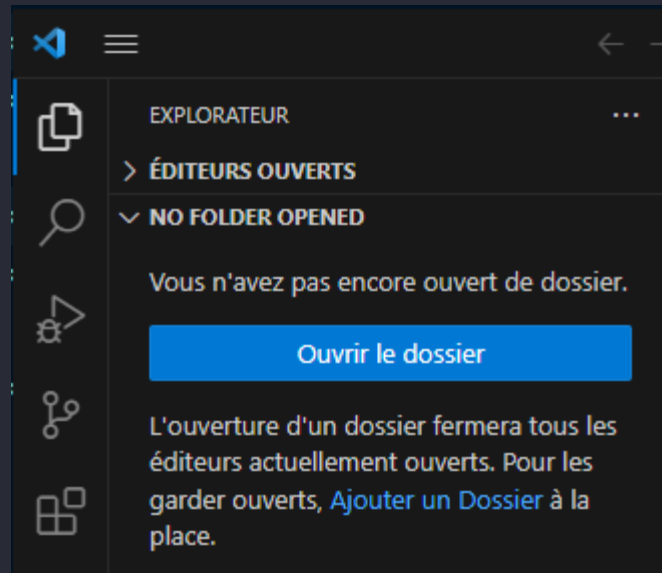 EXPLORATEUR
ÉDITEURS OUVERTS
NO FOLDER OPENED
Vous n'avez pas encore ouvert de dossier.
Ouvrir le dossier
L'ouverture d'un dossier fermera tous les
éditeurs actuellement ouverts. Pour les
garder ouverts, Ajouter un Dossier à la
place.